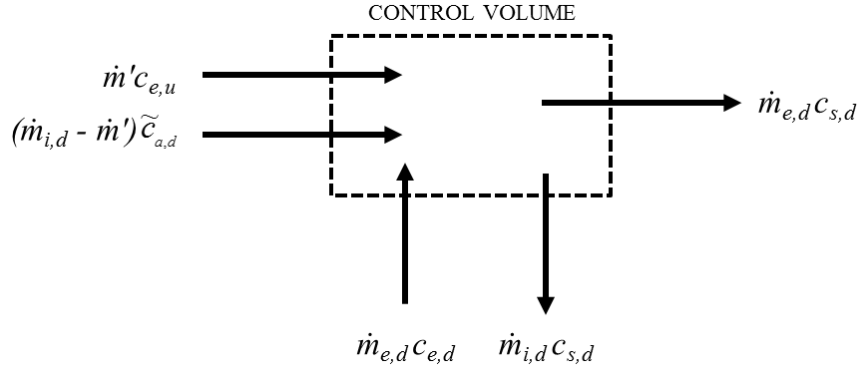 CONTROL VOLUME
ṁ'c_{e,u}
ṁ_{e,d}c_{s,d}
(ṁ_{i,d} - ṁ')c̃_{a,d}
ṁ_{e,d}c_{e,d} ṁ_{i,d}c_{s,d}